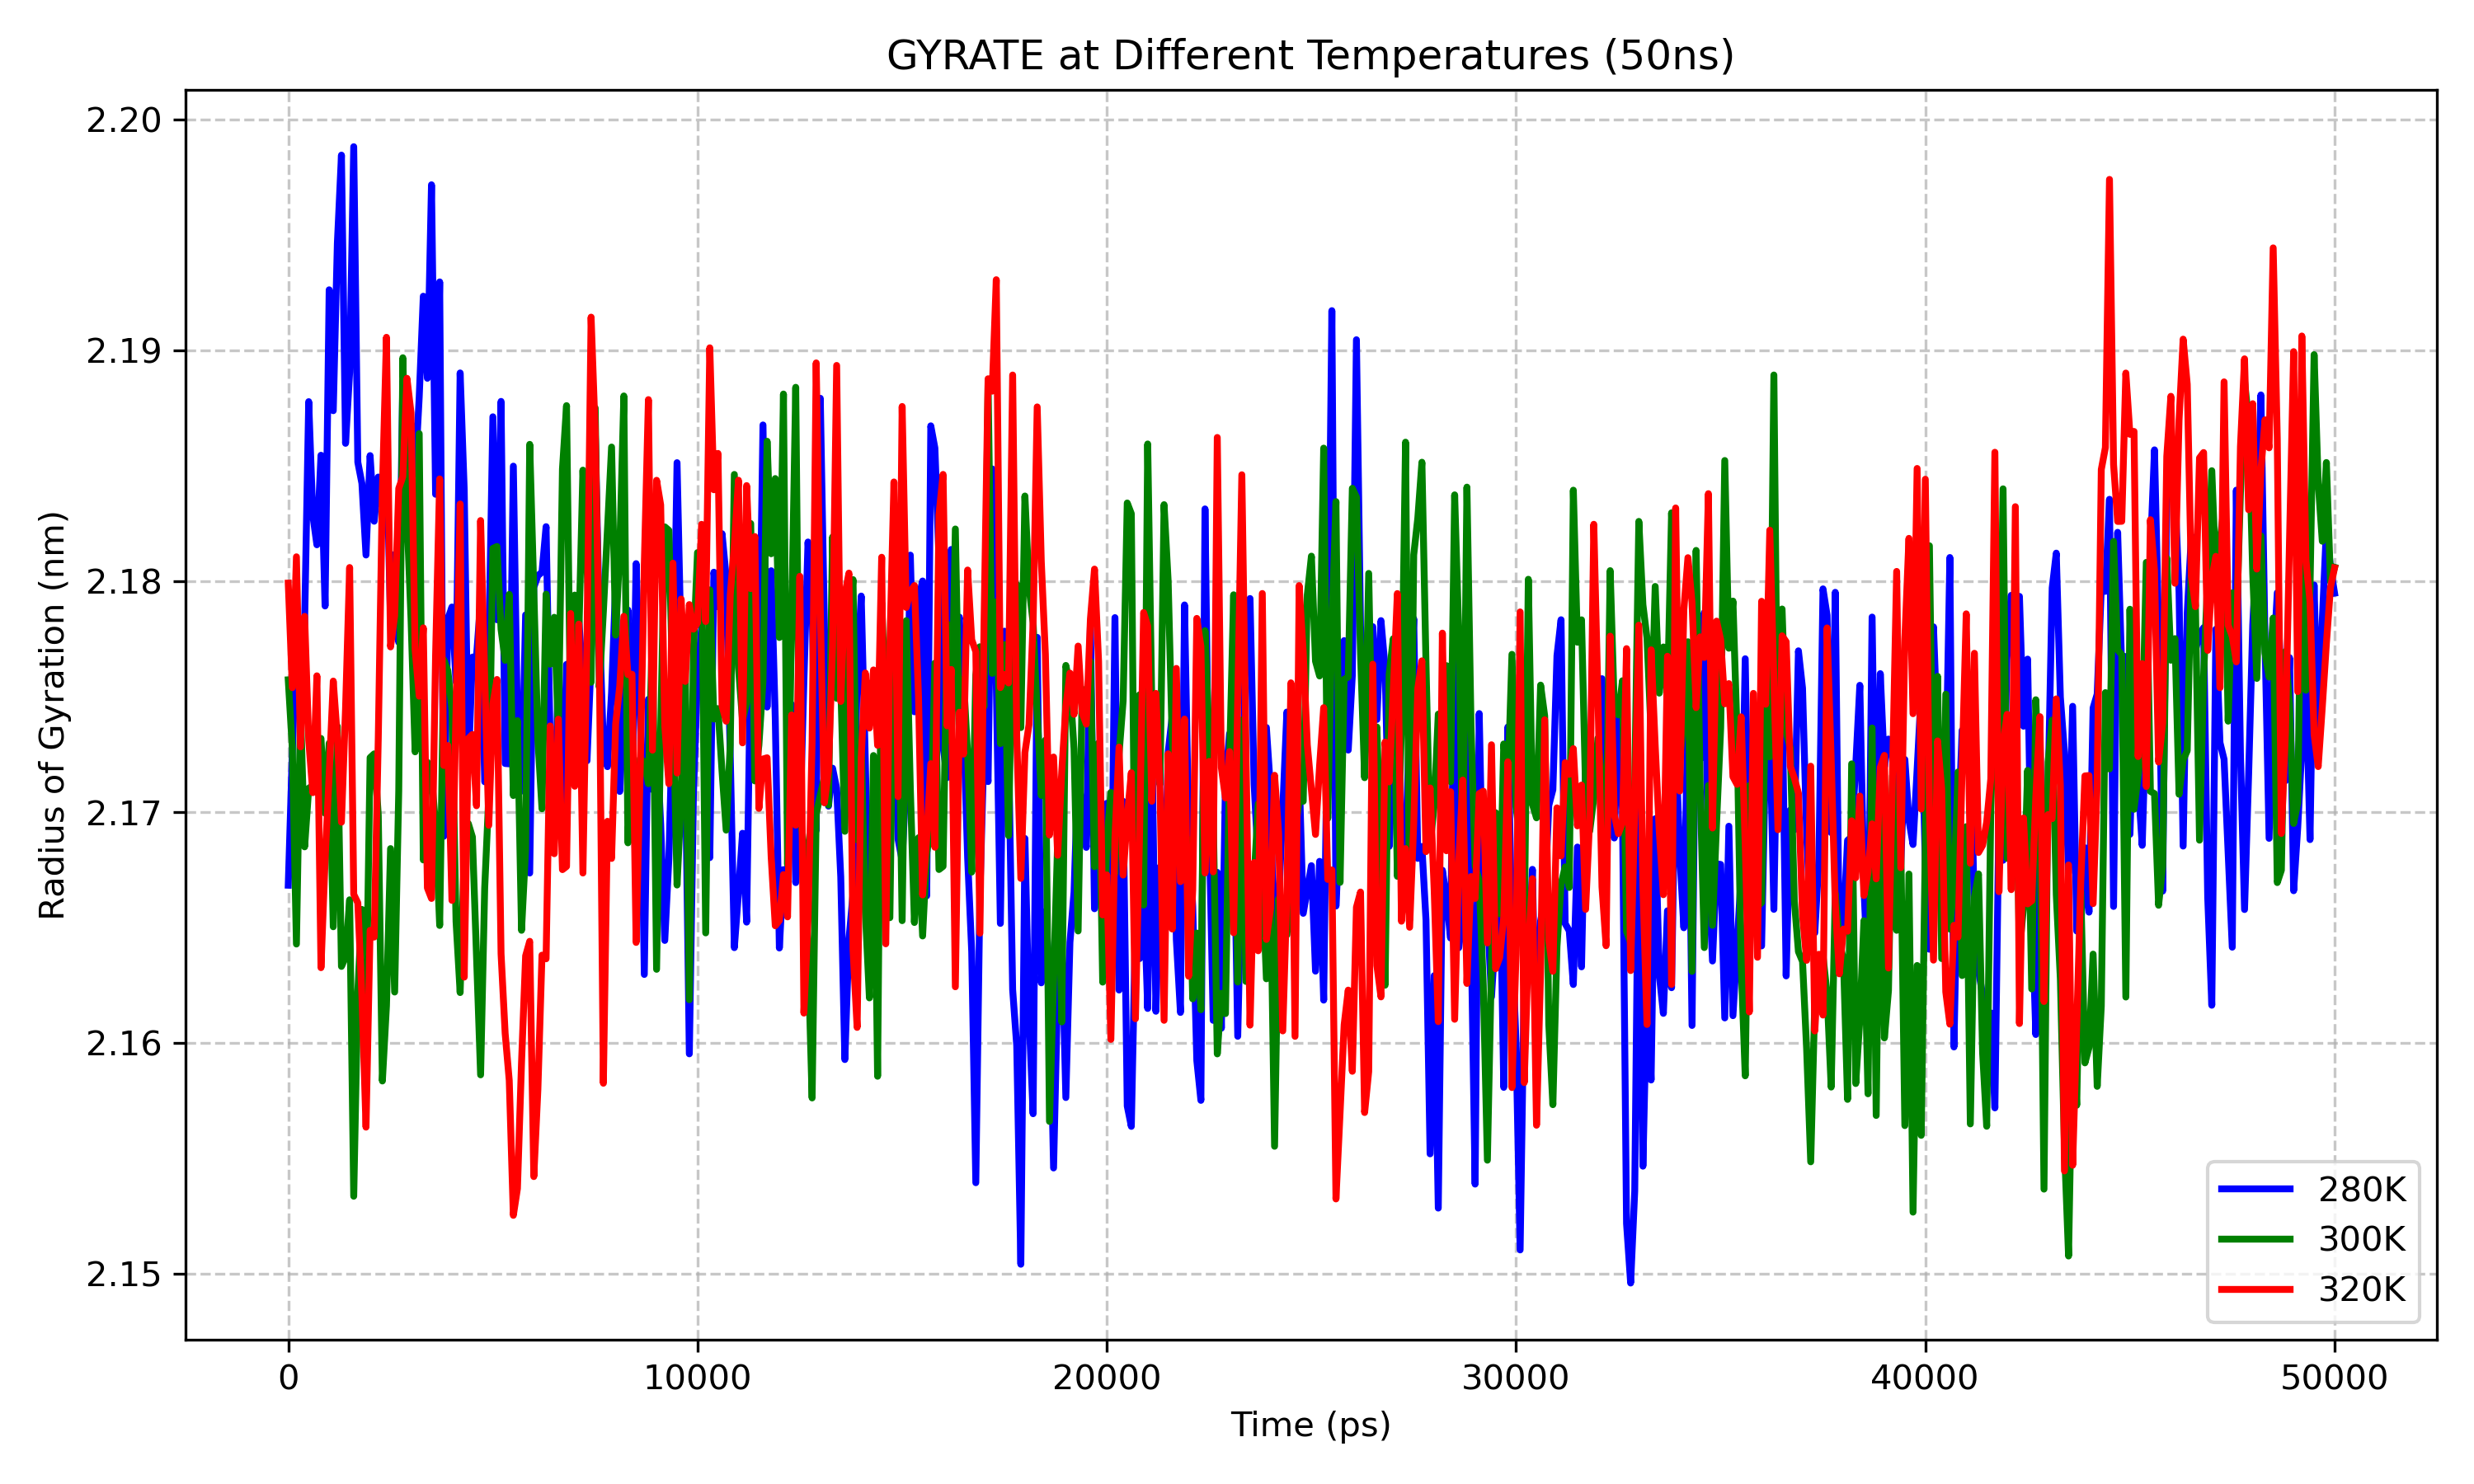 GYRATE at Different Temperatures (50ns)
2.20
2.19
2.18
2.17
2.16
2.15
Radius of Gyration (nm)
280K
300K
320K
0 10000 20000 30000 40000 50000
Time (ps)